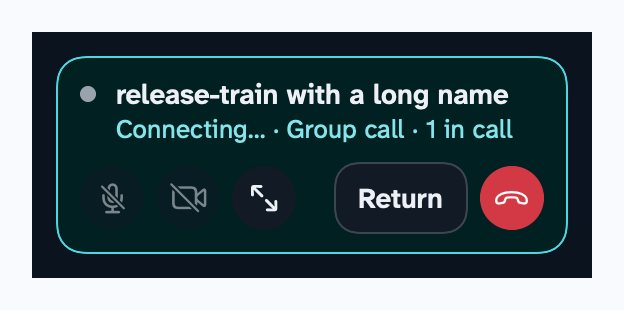 release-train with a long name
Connecting... · Group call · 1 in call
Return